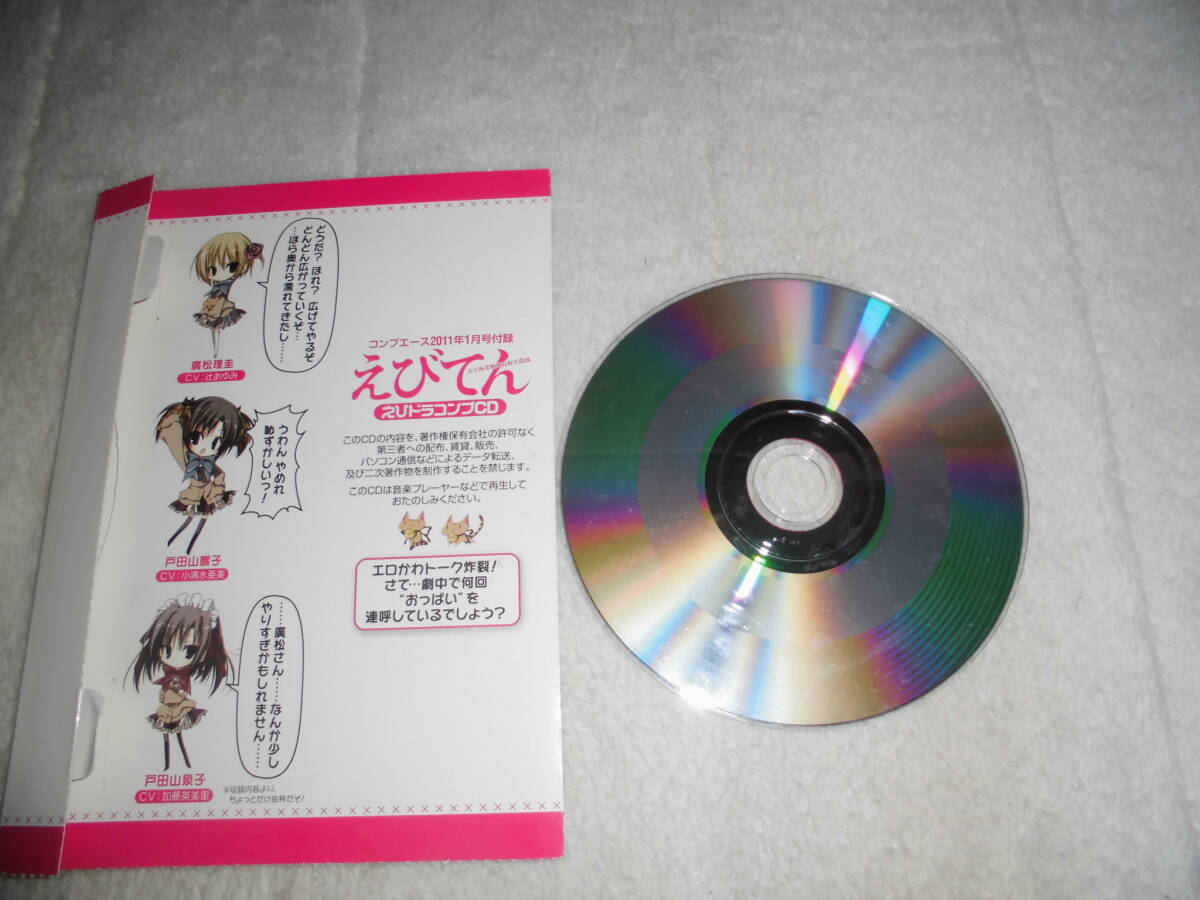 どうだ？ ほれ？ 広げてやるぞ
どんどん広がっていくぞ…
…ほら奥から濡れてきたし……
廣松理圭
CV：辻あゆみ
うわぁん やめれ
恥ずかしいっ！
戸田山響子
CV：小清水亜美
……廣松さん……なんか少し
やりすぎかもしれません……
戸田山泉子
CV：加藤英美里
※収録内容より、
ちょっとだけ抜粋だぞ！
コンプエース2011年1月号付録
えびてん
えびドラコンプCD
このCDの内容を、著作権保有会社の許可なく
第三者への配布、賃貸、販売、
パソコン通信などによるデータ転送、
及び二次著作物を制作することを禁じます。
このCDは音楽プレーヤーなどで再生して
おたのしみください。
エロかわトーク炸裂！
さて…劇中で何回
“おっぱい”を
連呼しているでしょう？